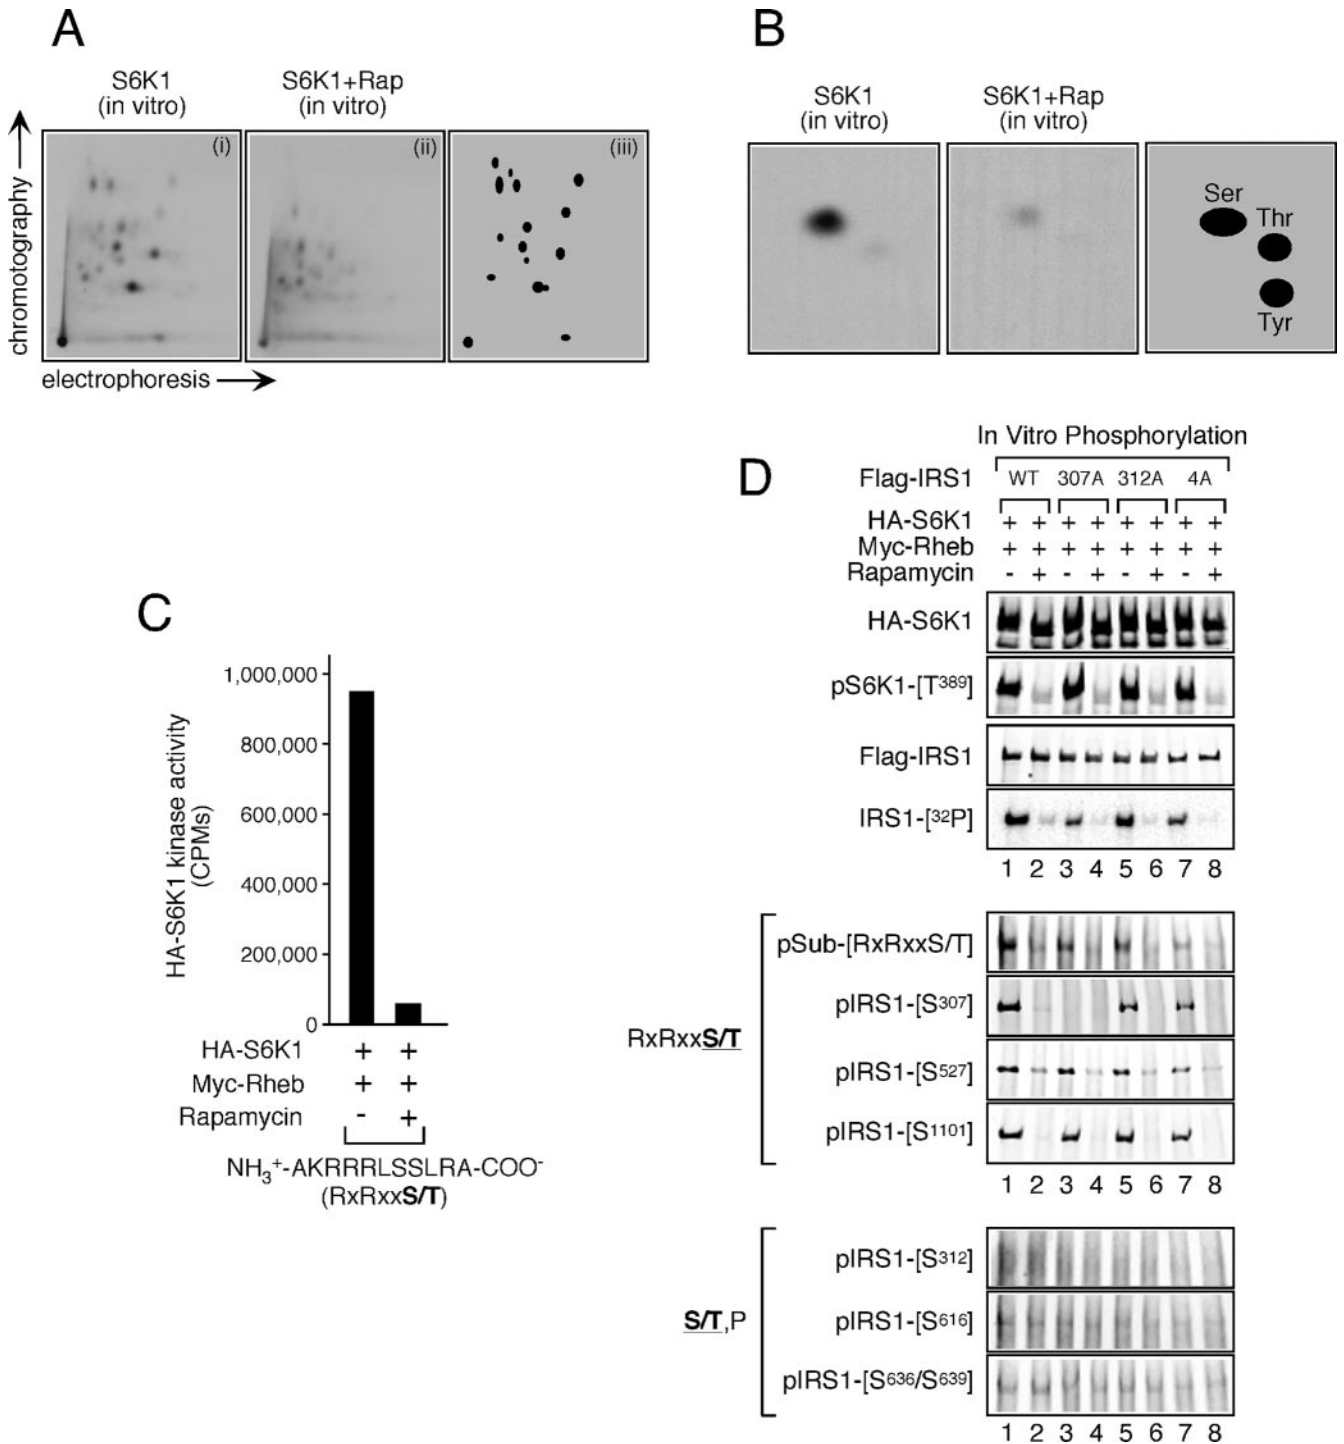 A
S6K1
(in vitro)
S6K1+Rap
(in vitro)
(i)
(ii)
(iii)
chromotography
electrophoresis
B
S6K1
(in vitro)
S6K1+Rap
(in vitro)
Ser
Thr
Tyr
C
HA-S6K1 kinase activity
(CPMs)
1,000,000
800,000
600,000
400,000
200,000
0
HA-S6K1 + +
Myc-Rheb + +
Rapamycin - +
NH3+-AKRRRLSSLRA-COO-
(RxRxxS/T)
D
In Vitro Phosphorylation
Flag-IRS1 WT 307A 312A 4A
HA-S6K1 + + + + + + + +
Myc-Rheb + + + + + + + +
Rapamycin - + - + - + - +
HA-S6K1
pS6K1-[T389]
Flag-IRS1
IRS1-[32P]
1 2 3 4 5 6 7 8
RxRxxS/T
pSub-[RxRxxS/T]
pIRS1-[S307]
pIRS1-[S527]
pIRS1-[S1101]
1 2 3 4 5 6 7 8
S/T,P
pIRS1-[S312]
pIRS1-[S616]
pIRS1-[S636/S639]
1 2 3 4 5 6 7 8